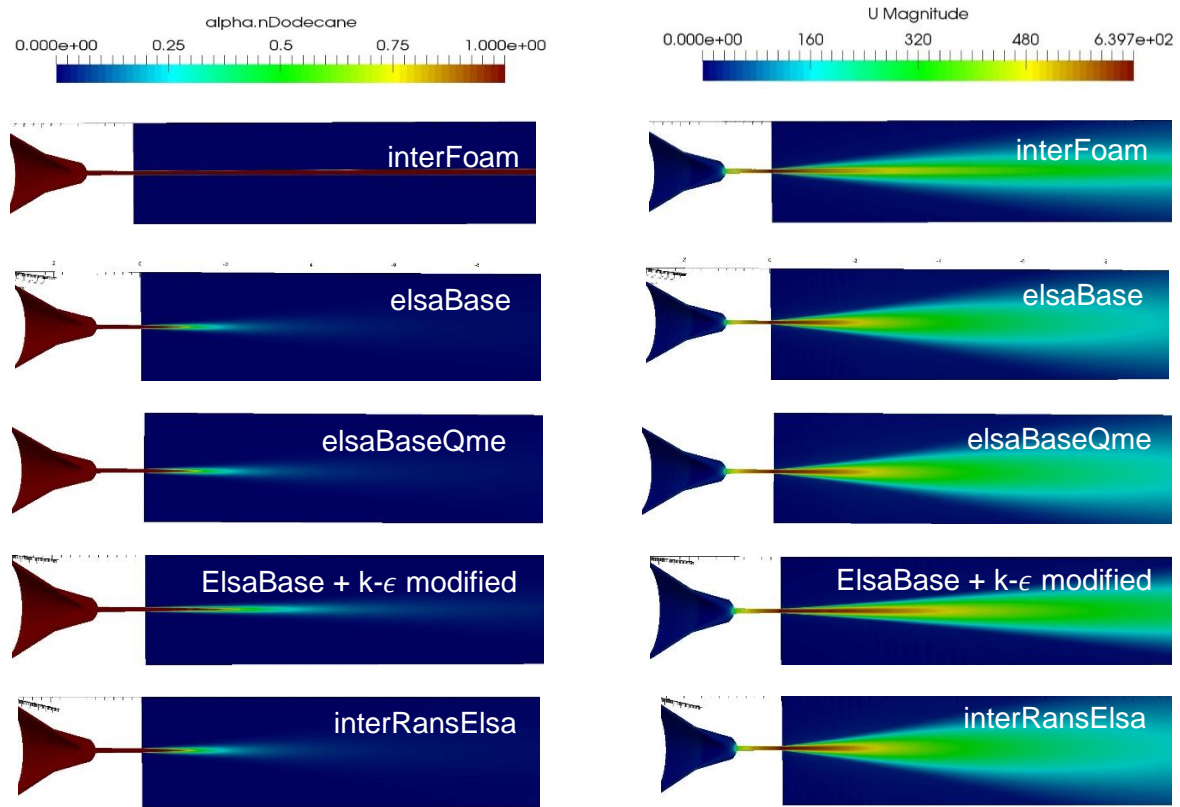 alpha.nDodecane
0.000e+00 0.25 0.5 0.75 1.000e+00
U Magnitude
0.000e+00 160 320 480 6.397e+02
interFoam
interFoam
elsaBase
elsaBase
elsaBaseQme
elsaBaseQme
ElsaBase + k-ϵ modified
ElsaBase + k-ϵ modified
interRansElsa
interRansElsa